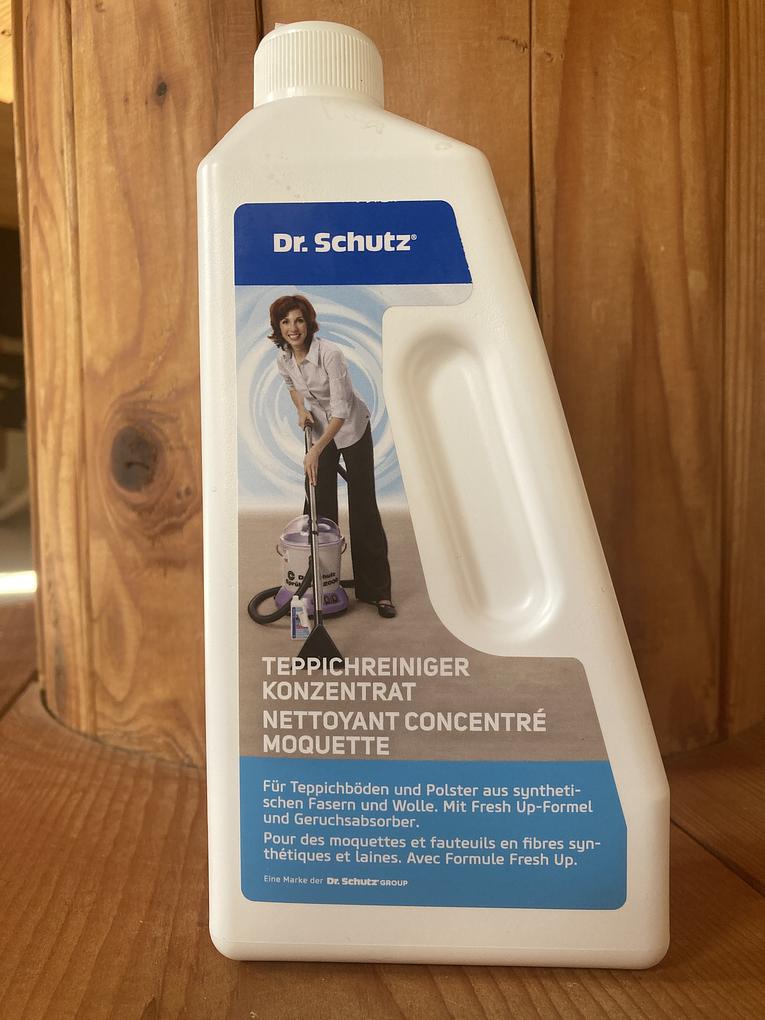 Dr. Schutz®
TEPPICHREINIGER
KONZENTRAT
NETTOYANT CONCENTRÉ
MOQUETTE
Für Teppichböden und Polster aus syntheti-
schen Fasern und Wolle. Mit Fresh Up-Formel
und Geruchsabsorber.
Pour des moquettes et fauteuils en fibres syn-
thétiques et laines. Avec Formule Fresh Up.
Eine Marke der Dr. Schutz GROUP